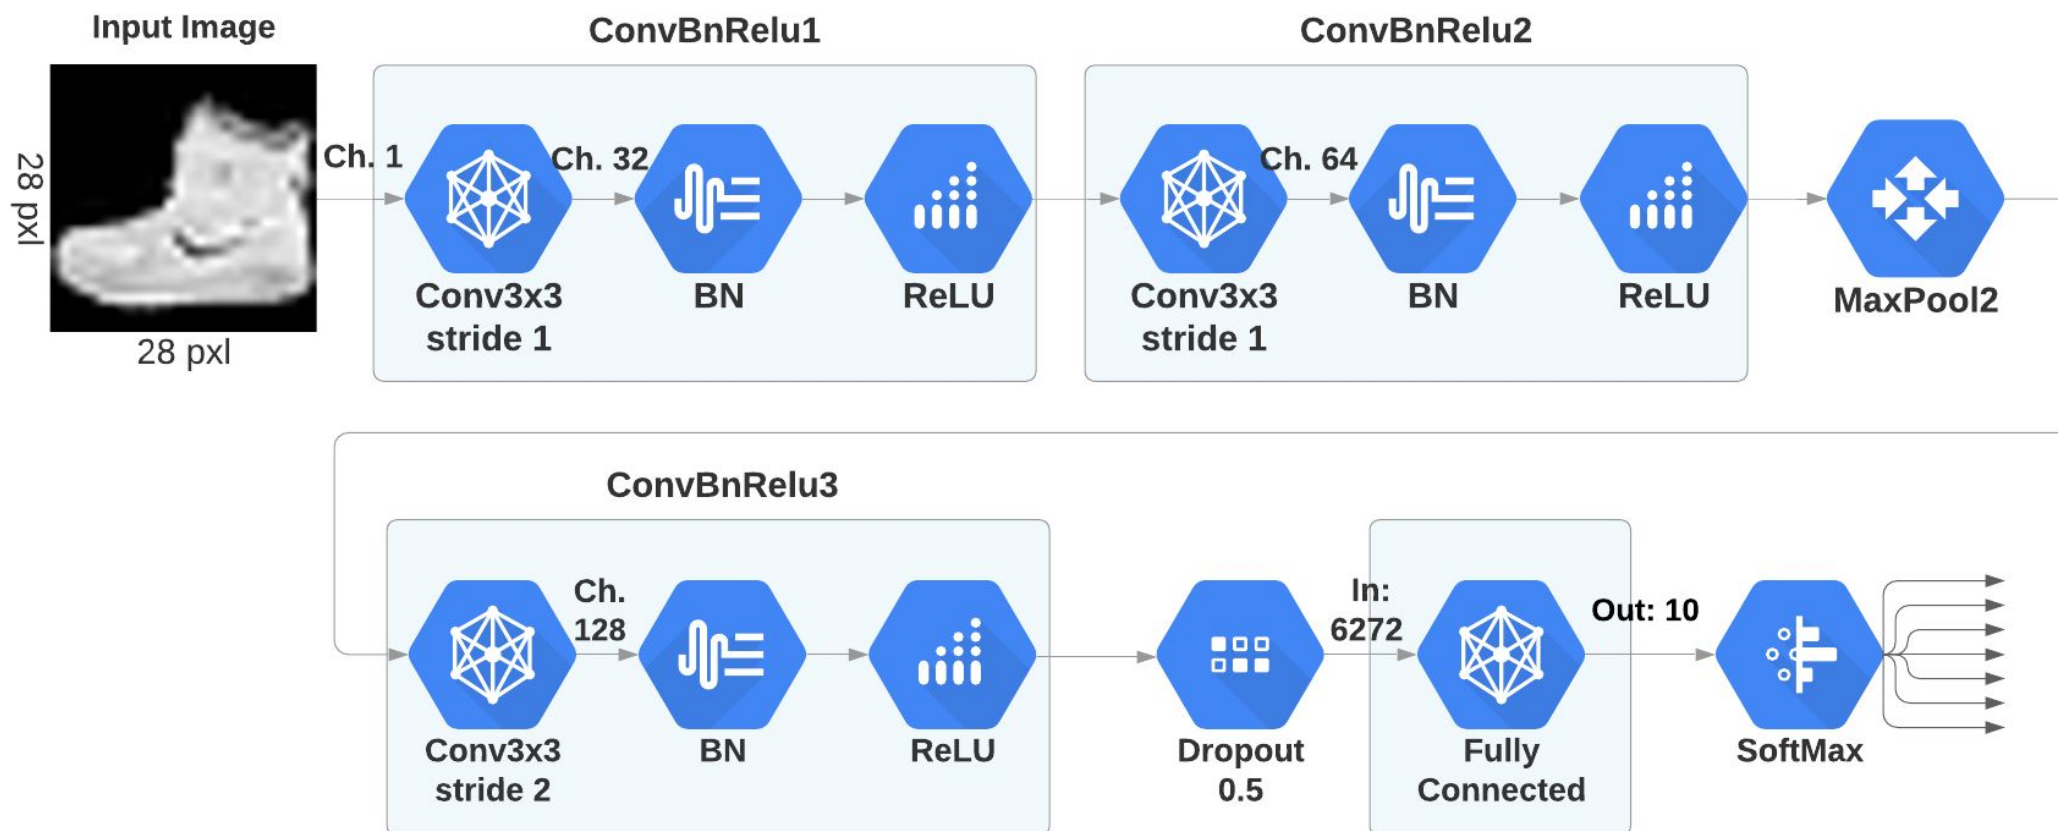 Input Image
28 pxl
28 pxl
ConvBnRelu1
Ch. 1
Ch. 32
Conv3x3
stride 1
BN
ReLU
ConvBnRelu2
Ch. 64
Conv3x3
stride 1
BN
ReLU
MaxPool2
ConvBnRelu3
Ch.
128
Conv3x3
stride 2
BN
ReLU
Dropout
0.5
In:
6272
Fully
Connected
Out: 10
SoftMax